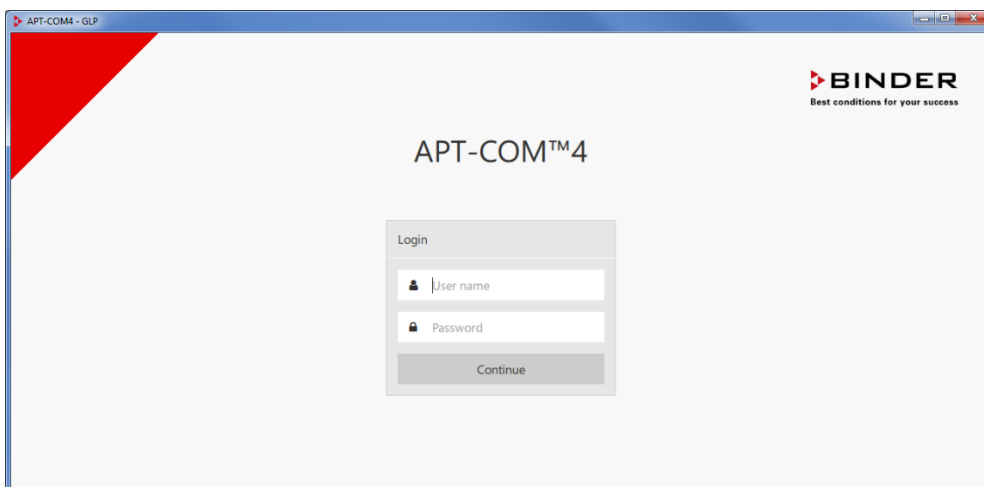 APT-COM4 - GLP
BINDER
Best conditions for your success
APT-COM™4
Login
User name
Password
Continue